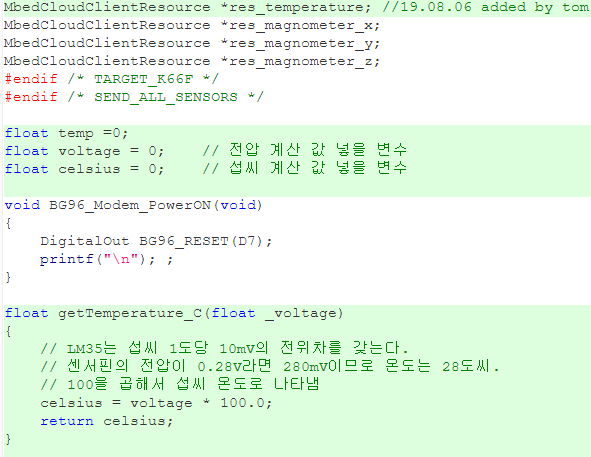 MbedCloudClientResource *res_temperature; //19.08.06 added by tom
MbedCloudClientResource *res_magnometer_x;
MbedCloudClientResource *res_magnometer_y;
MbedCloudClientResource *res_magnometer_z;
#endif /* TARGET_K66F */
#endif /* SEND_ALL_SENSORS */
float temp =0;
float voltage = 0;    // 전압 계산 값 넣을 변수
float celsius = 0;    // 섭씨 계산 값 넣을 변수
void BG96_Modem_PowerON(void)
{
    DigitalOut BG96_RESET(D7);
    printf("\n"); ;
}
float getTemperature_C(float _voltage)
{
    // LM35는 섭씨 1도당 10mV의 전위차를 갖는다.
    // 센서핀의 전압이 0.28V라면 280mV이므로 온도는 28도씨.
    // 100을 곱해서 섭씨 온도로 나타냄
    celsius = voltage * 100.0;
    return celsius;
}